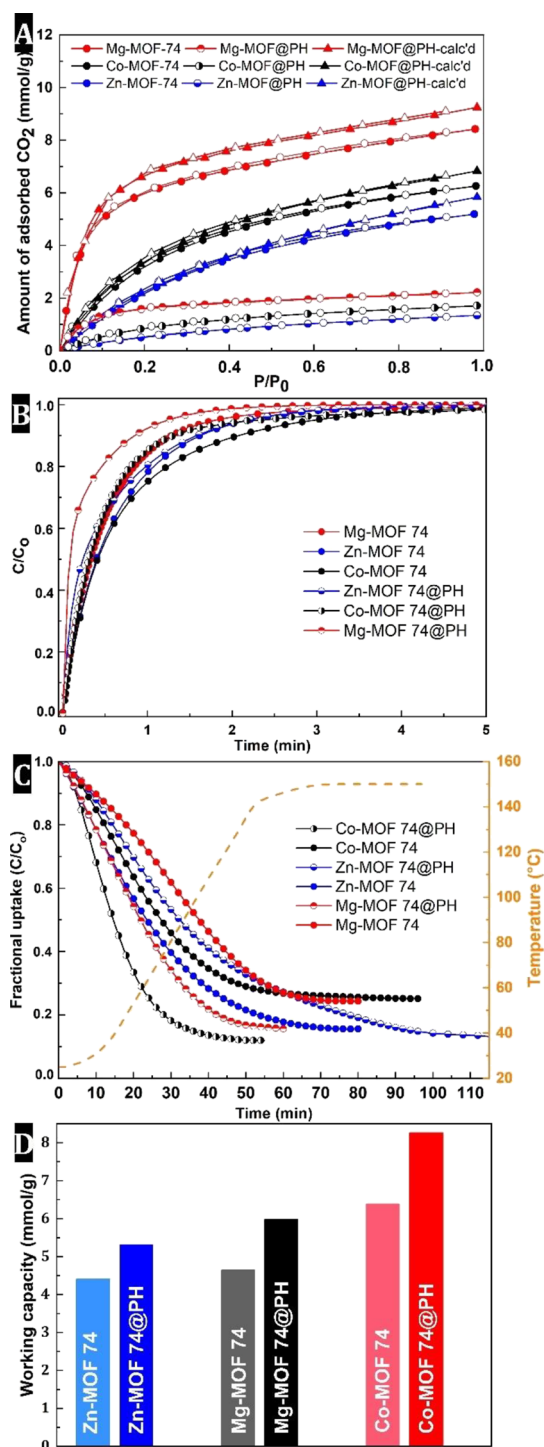 A
12
10
8
6
4
2
0
Amount of adsorbed CO2 (mmol/g)
Mg-MOF-74 Mg-MOF@PH Mg-MOF@PH-calc'd
Co-MOF-74 Co-MOF@PH Co-MOF@PH-calc'd
Zn-MOF-74 Zn-MOF@PH Zn-MOF@PH-calc'd
0.0 0.2 0.4 0.6 0.8 1.0
P/P0
B
1.0
0.8
0.6
0.4
0.2
0.0
C/Co
Mg-MOF 74
Zn-MOF 74
Co-MOF 74
Zn-MOF 74@PH
Co-MOF 74@PH
Mg-MOF 74@PH
0 1 2 3 4 5
Time (min)
C
1.0
0.8
0.6
0.4
0.2
0.0
Fractional uptake (C/Co)
Co-MOF 74@PH
Co-MOF 74
Zn-MOF 74@PH
Zn-MOF 74
Mg-MOF 74@PH
Mg-MOF 74
160
140
120
100
80
60
40
20
Temperature (°C)
0 10 20 30 40 50 60 70 80 90 100 110
Time (min)
D
8
7
6
5
4
3
2
1
0
Working capacity (mmol/g)
Zn-MOF 74
Zn-MOF 74@PH
Mg-MOF 74
Mg-MOF 74@PH
Co-MOF 74
Co-MOF 74@PH